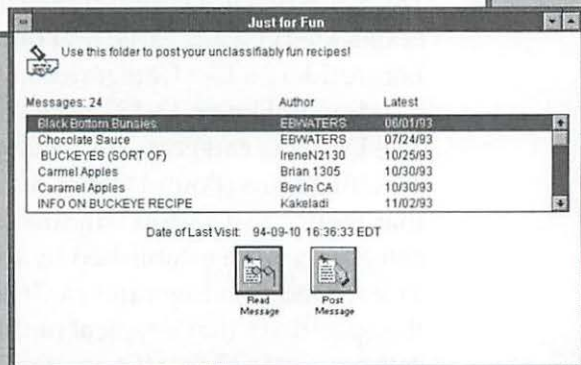 Just for Fun
Use this folder to post your unclassifiably fun recipes!
Messages: 24 Author Latest
Black Bottom Bunsies EBWATERS 06/01/93
Chocolate Sauce EBWATERS 07/24/93
BUCKEYES (SORT OF) IreneN2130 10/25/93
Carmel Apples Brian 1305 10/30/93
Caramel Apples Bev in CA 10/30/93
INFO ON BUCKEYE RECIPE Kakeladi 11/02/93
Date of Last Visit: 94-09-10 16:36:33 EDT
Read Message
Post Message